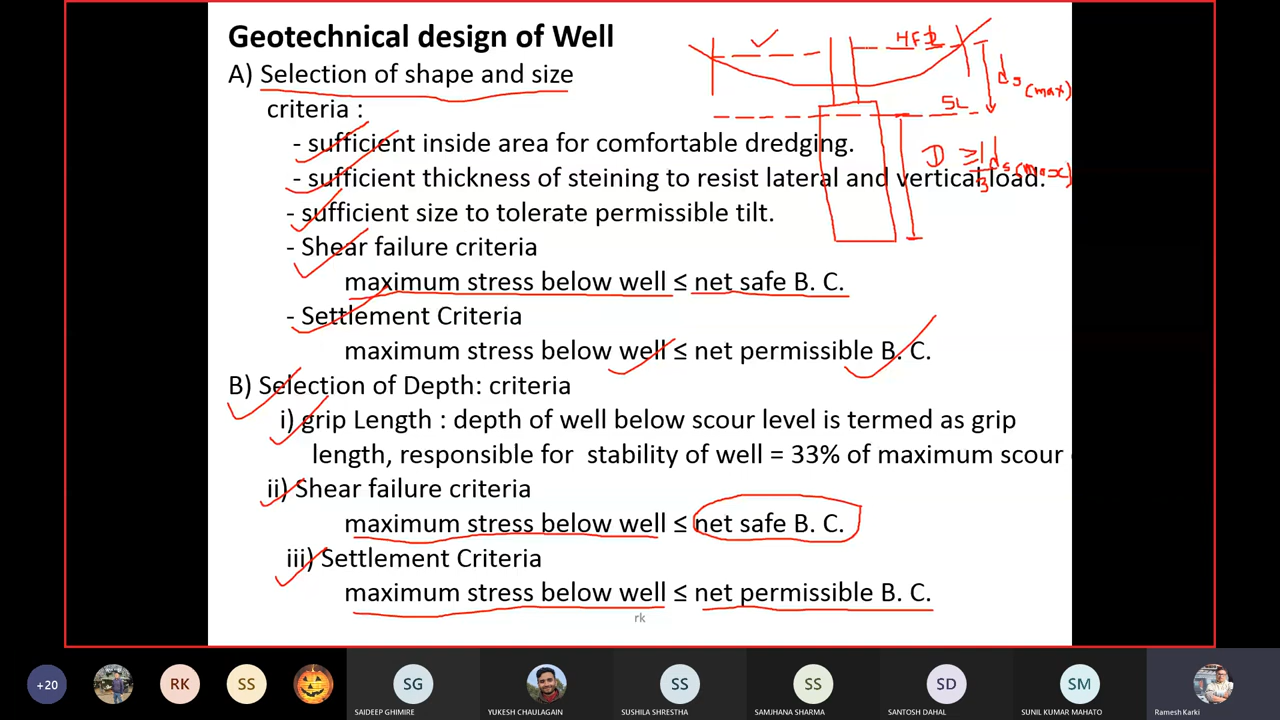 Geotechnical design of Well
A) Selection of shape and size
criteria :
- sufficient inside area for comfortable dredging.
- sufficient thickness of steining to resist lateral and vertical load.
- sufficient size to tolerate permissible tilt.
- Shear failure criteria
maximum stress below well ≤ net safe B. C.
- Settlement Criteria
maximum stress below well ≤ net permissible B. C.
B) Selection of Depth: criteria
i) grip Length : depth of well below scour level is termed as grip
length, responsible for stability of well = 33% of maximum scour
ii) Shear failure criteria
maximum stress below well ≤ net safe B. C.
iii) Settlement Criteria
maximum stress below well ≤ net permissible B. C.
rk
HFL
ds(max)
SL
D ≥ 1/3 ds(max)
+20
RK
SS
SG
SS
SS
SD
SM
SAIDEEP GHIMIRE
YUKESH CHAULAGAIN
SUSHILA SHRESTHA
SAMJHANA SHARMA
SANTOSH DAHAL
SUNIL KUMAR MAHATO
Ramesh Karki